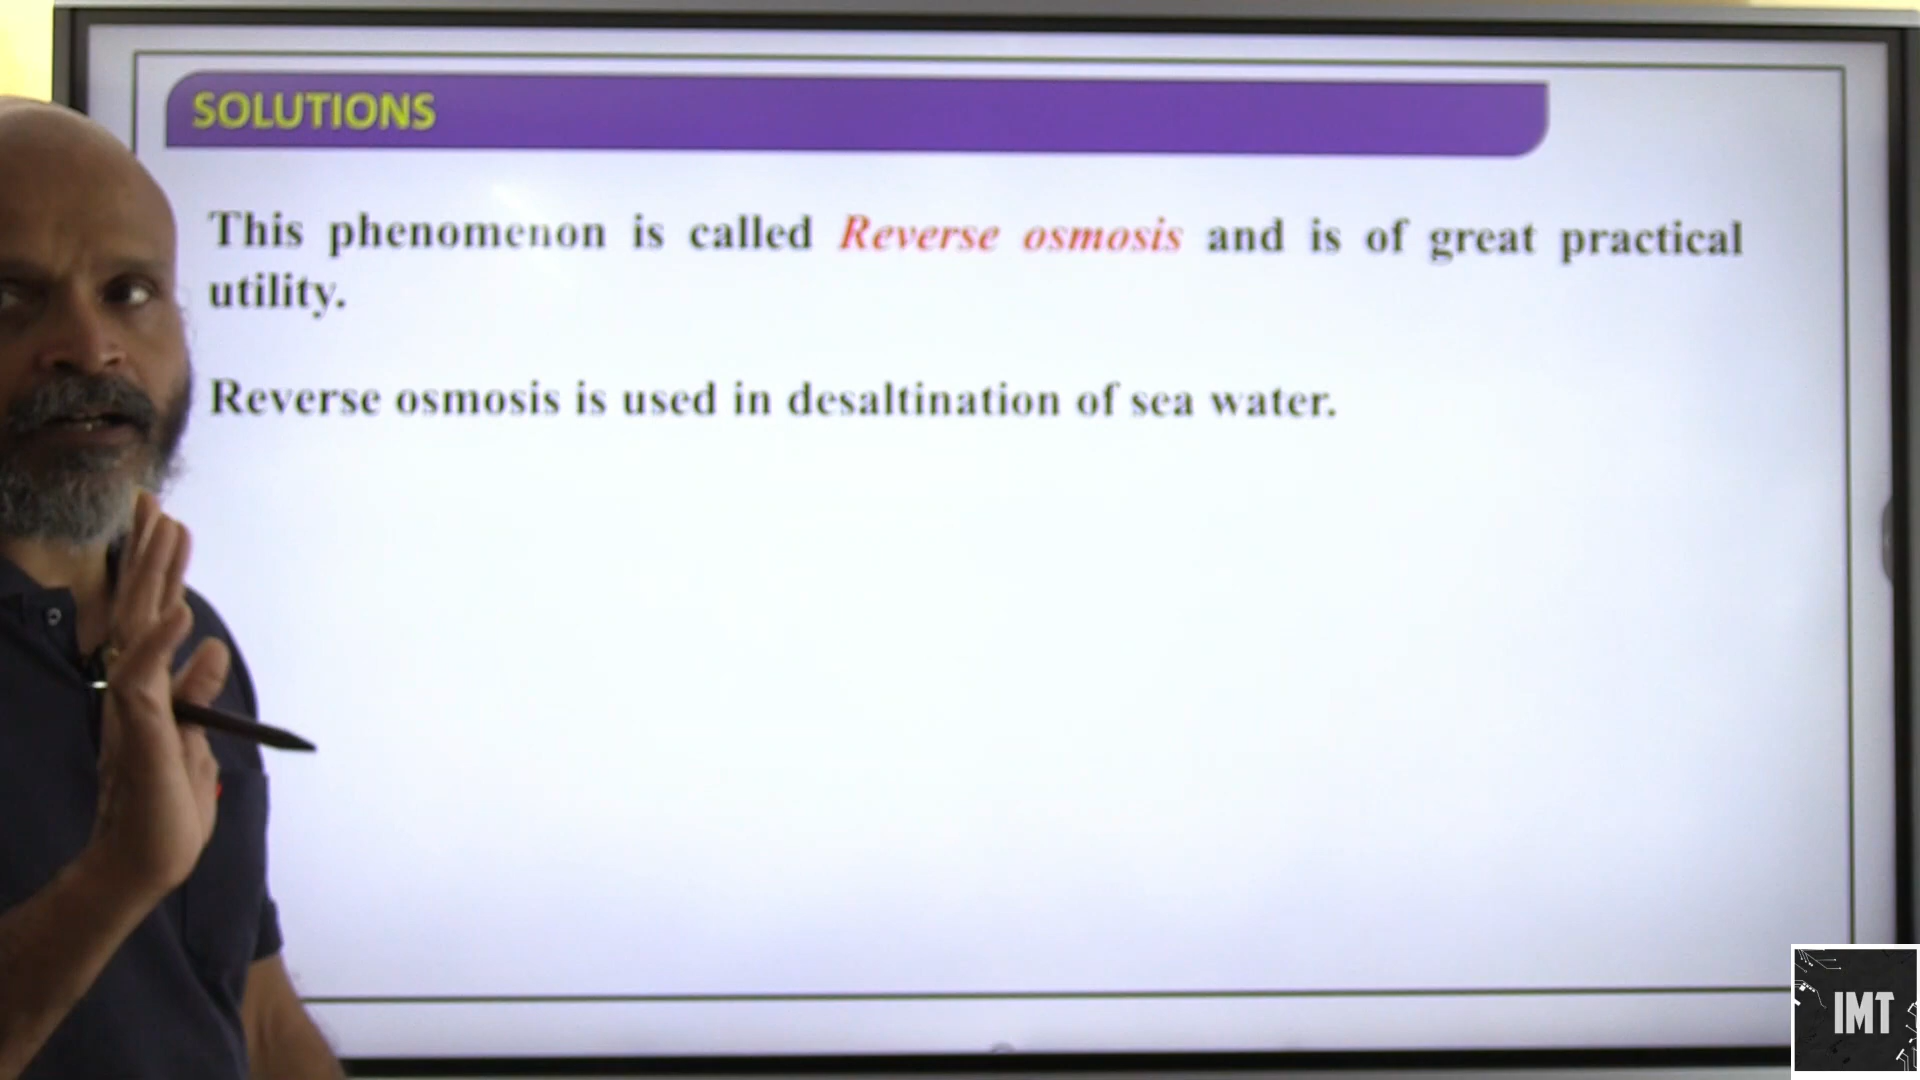 SOLUTIONS
This phenomenon is called Reverse osmosis and is of great practical
utility.
Reverse osmosis is used in desaltination of sea water.
IMT